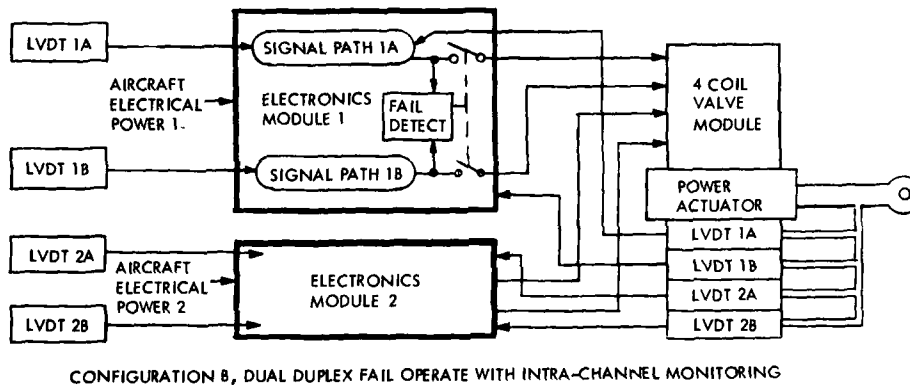 LVDT 1A
SIGNAL PATH 1A
AIRCRAFT
ELECTRICAL
POWER 1-
ELECTRONICS
MODULE 1
FAIL
DETECT
4 COIL
VALVE
MODULE
LVDT 1B
SIGNAL PATH 1B
POWER
ACTUATOR
LVDT 1A
LVDT 1B
LVDT 2A
LVDT 2B
LVDT 2A
AIRCRAFT
ELECTRICAL
POWER 2
ELECTRONICS
MODULE 2
LVDT 2B
CONFIGURATION B, DUAL DUPLEX FAIL OPERATE WITH INTRA-CHANNEL MONITORING